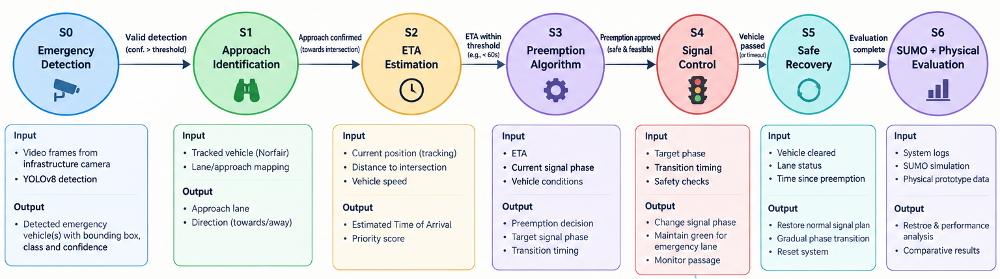 S0
Emergency
Detection
Valid detection
(conf. > threshold)
S1
Approach
Identification
Approach confirmed
(towards intersection)
S2
ETA
Estimation
ETA within
threshold
(e.g., < 60s)
S3
Preemption
Algorithm
Preemption approved
(safe & feasible)
S4
Signal
Control
Vehicle
passed
(or timeout)
S5
Safe
Recovery
Evaluation
complete
S6
SUMO + Physical
Evaluation
Input
• Video frames from
infrastructure camera
• YOLOv8 detection
Output
• Detected emergency
vehicle(s) with bounding box,
class and confidence
Input
• Tracked vehicle (Norfair)
• Lane/approach mapping
Output
• Approach lane
• Direction (towards/away)
Input
• Current position (tracking)
• Distance to intersection
• Vehicle speed
Output
• Estimated Time of Arrival
• Priority score
Input
• ETA
• Current signal phase
• Vehicle conditions
Output
• Preemption decision
• Target signal phase
• Transition timing
Input
• Target phase
• Transition timing
• Safety checks
Output
• Change signal phase
• Maintain green for
emergency lane
• Monitor passage
Input
• Vehicle cleared
• Lane status
• Time since preemption
Output
• Restore normal signal plan
• Gradual phase transition
• Reset system
Input
• System logs
• SUMO simulation
• Physical prototype data
Output
• Restroe & performance
analysis
• Comparative results